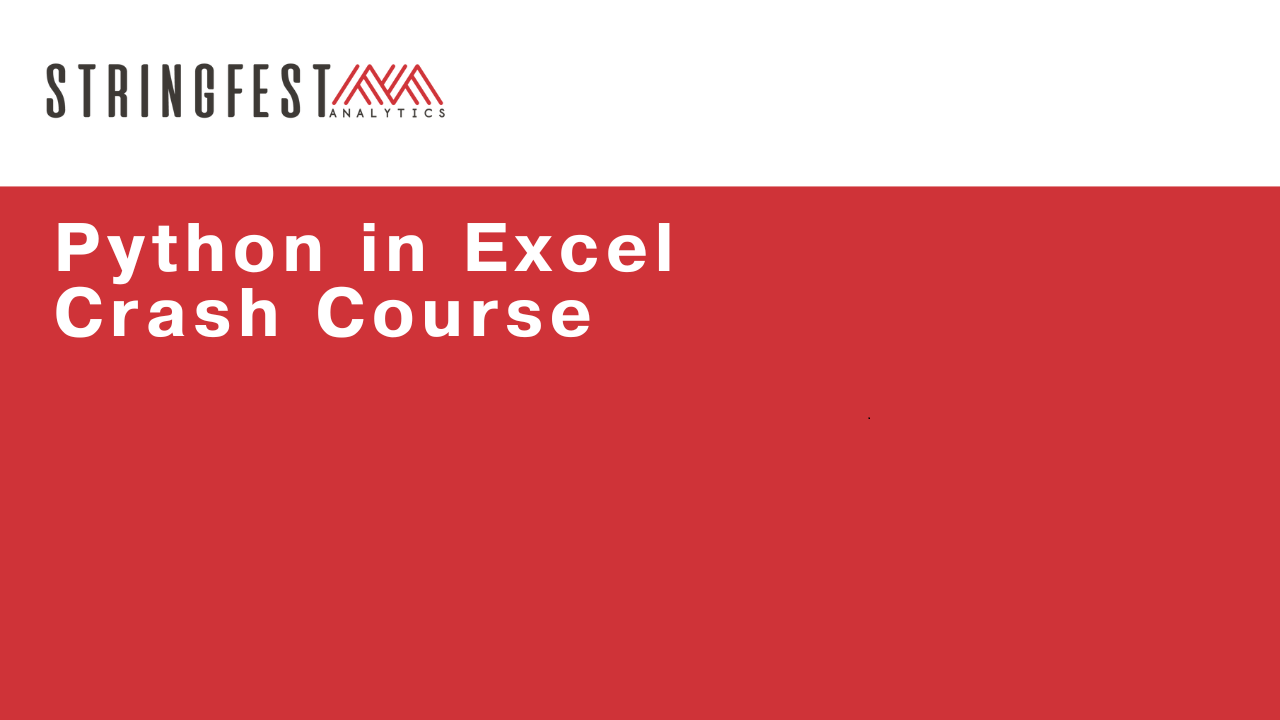 STRINGFEST
ANALYTICS
Python in Excel
Crash Course